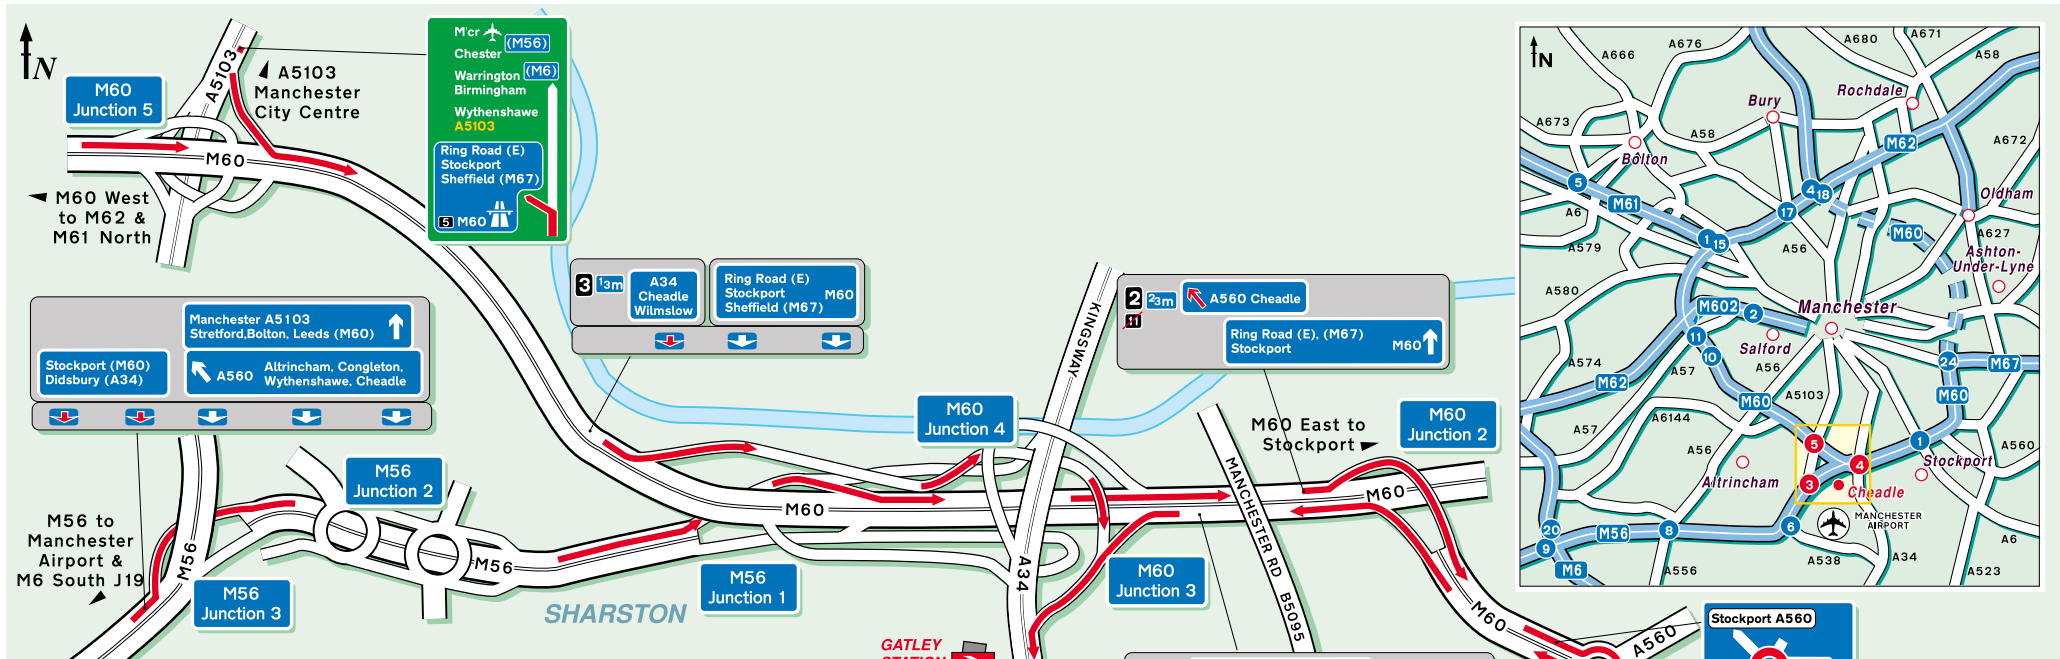 N
M60
Junction 5
A5103
A5103
Manchester
City Centre
M60
M60 West
to M62 &
M61 North
M'cr
Chester
(M56)
Warrington
(M6)
Birmingham
Wythenshawe
A5103
Ring Road (E)
Stockport
Sheffield (M67)
5 M60
Manchester A5103
Stretford,Bolton, Leeds (M60)
Stockport (M60)
Didsbury (A34)
A560
Altrincham, Congleton,
Wythenshawe, Cheadle
3
1/3m
A34
Cheadle
Wilmslow
Ring Road (E)
Stockport
Sheffield (M67)
M60
KINGSWAY
2
2/3m
11
A560 Cheadle
Ring Road (E), (M67)
Stockport
M60
M60
Junction 4
M60 East to
Stockport
M60
Junction 2
M56
Junction 2
M56 to
Manchester
Airport &
M6 South J19
M56
M56
Junction 3
M56
M60
M56
Junction 1
SHARSTON
A34
M60
Junction 3
MANCHESTER RD B5095
M60
M60
A560
GATLEY
STATION
Stockport A560
N
A666
A676
A680
A671
A58
Bury
Rochdale
A673
A58
M62
A672
Bolton
5
4
18
Oldham
M61
A6
17
A627
M60
1
15
A579
A56
Ashton-
Under-Lyne
A580
M602
2
Manchester
11
Salford
10
A574
A57
A56
24
M67
M62
M60
A5103
M60
A6144
A57
A56
5
4
1
A560
Stockport
Altrincham
3
Cheadle
MANCHESTER
AIRPORT
20
M56
8
6
9
A6
M6
A556
A538
A34
A523